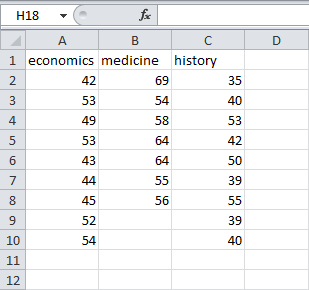 H18 fx
A B C D
1 economics medicine history
2 42 69 35
3 53 54 40
4 49 58 53
5 53 64 42
6 43 64 50
7 44 55 39
8 45 56 55
9 52 39
10 54 40
11
12